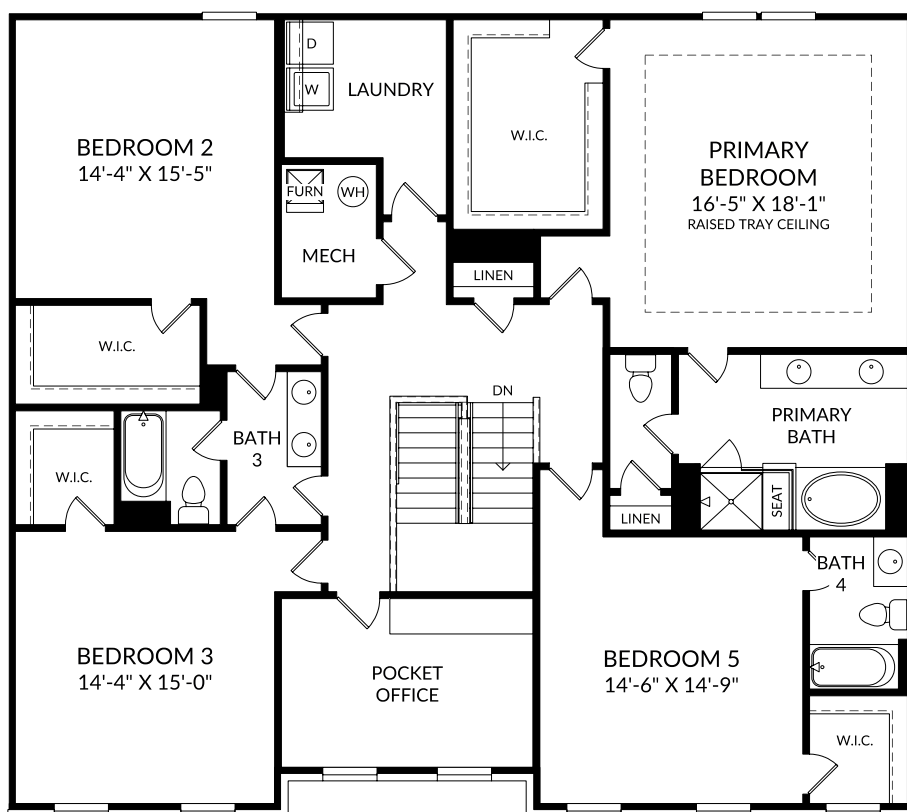 D
W
LAUNDRY
BEDROOM 2
14'-4" X 15'-5"
W.I.C.
PRIMARY
BEDROOM
16'-5" X 18'-1"
RAISED TRAY CEILING
FURN
WH
MECH
LINEN
W.I.C.
DN
BATH
3
PRIMARY
BATH
W.I.C.
SEAT
LINEN
BATH
4
BEDROOM 3
14'-4" X 15'-0"
POCKET
OFFICE
BEDROOM 5
14'-6" X 14'-9"
W.I.C.